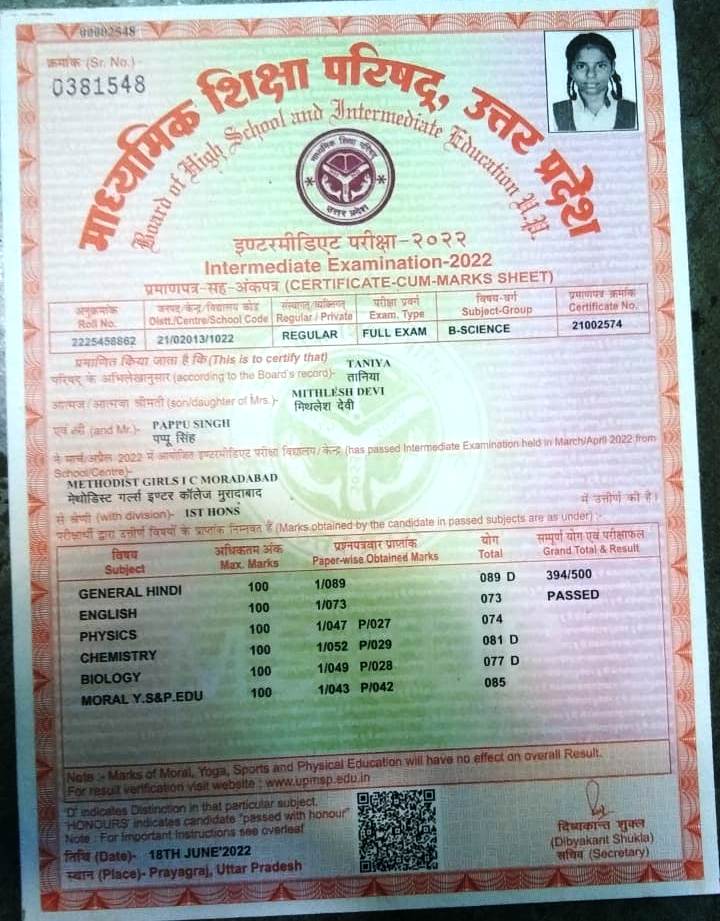 00002548
क्रमांक (Sr. No.)-
0381548
माध्यमिक शिक्षा परिषद्, उत्तर प्रदेश
Board of High School and Intermediate Education U.P.
माध्यमिक शिक्षा परिषद्
उत्तर प्रदेश
इण्टरमीडिएट परीक्षा-२०२२
Intermediate Examination-2022
प्रमाणपत्र-सह-अंकपत्र (CERTIFICATE-CUM-MARKS SHEET)
अनुक्रमांक जनपद/केन्द्र/विद्यालय कोड संस्थागत/व्यक्तिगत परीक्षा प्रवर्ग विषय-वर्ग प्रमाणपत्र क्रमांक
Roll No. Distt./Centre/School Code Regular / Private Exam. Type Subject-Group Certificate No.
2225458862 21/02013/1022 REGULAR FULL EXAM B-SCIENCE 21002574
प्रमाणित किया जाता है कि (This is to certify that) TANIYA
परिषद् के अभिलेखानुसार (according to the Board's record)- तानिया
MITHLESH DEVI
आत्मज/आत्मजा श्रीमती (son/daughter of Mrs.)- मिथलेश देवी
PAPPU SINGH
एवं श्री (and Mr.)- पप्पू सिंह
ने मार्च/अप्रैल 2022 में आयोजित इण्टरमीडिएट परीक्षा विद्यालय/केन्द्र (has passed Intermediate Examination held in March/April 2022 from
School/Centre)-
METHODIST GIRLS I C MORADABAD
मेथोडिस्ट गर्ल्स इण्टर कॉलेज मुरादाबाद
में उत्तीर्ण की है।
से श्रेणी (with division)- 1ST HONS
परीक्षार्थी द्वारा उत्तीर्ण विषयों के प्राप्तांक निम्नवत हैं (Marks obtained by the candidate in passed subjects are as under) :-
विषय अधिकतम अंक प्रश्नपत्रवार प्राप्तांक योग सम्पूर्ण योग एवं परीक्षाफल
Subject Max. Marks Paper-wise Obtained Marks Total Grand Total & Result
GENERAL HINDI 100 1/089 089 D 394/500
ENGLISH 100 1/073 073 PASSED
PHYSICS 100 1/047 P/027 074
CHEMISTRY 100 1/052 P/029 081 D
BIOLOGY 100 1/049 P/028 077 D
MORAL Y.S&P.EDU 100 1/043 P/042 085
Note :- Marks of Moral, Yoga, Sports and Physical Education will have no effect on overall Result.
For result verification visit website : www.upmsp.edu.in
'D' indicates Distinction in that particular subject.
'HONOURS' indicates candidate "passed with honour"
Note : For Important Instructions see overleaf
तिथि (Date)- 18TH JUNE'2022
स्थान (Place)- Prayagraj, Uttar Pradesh
दिब्यकान्त शुक्ल
(Dibyakant Shukla)
सचिव (Secretary)